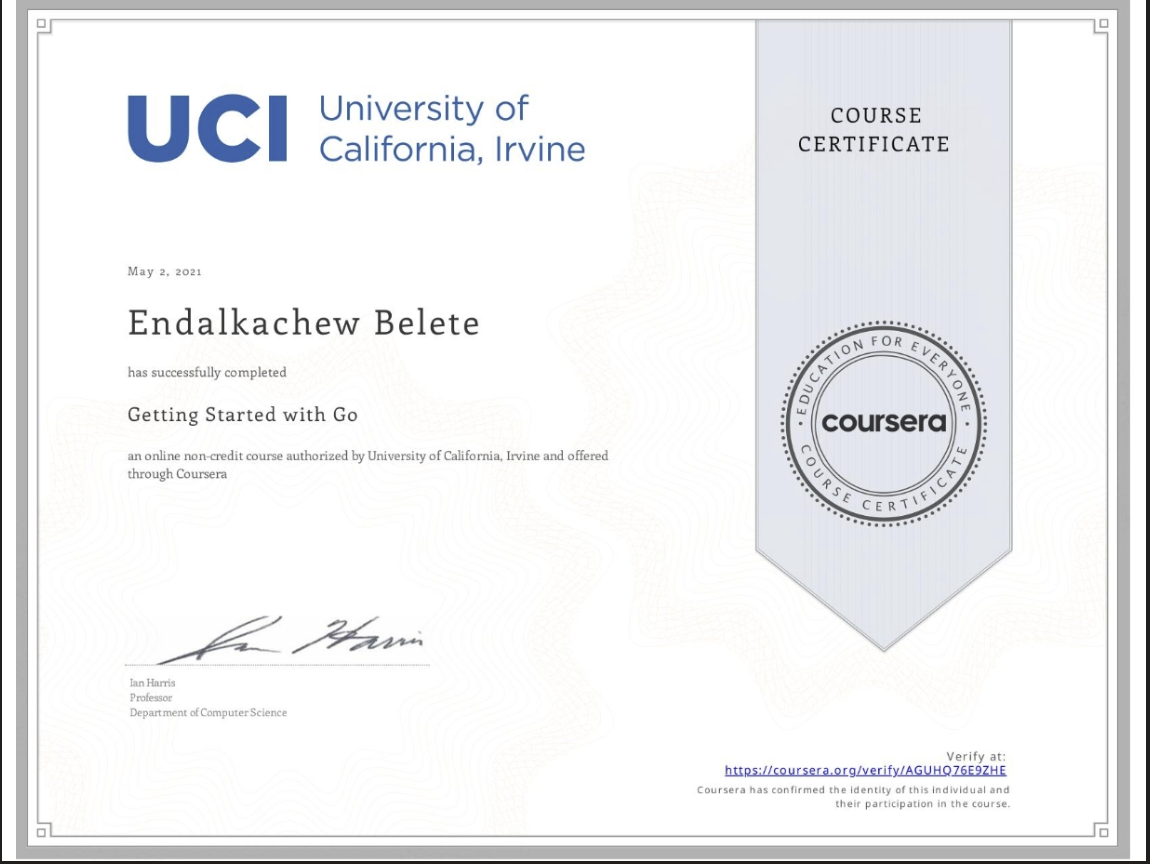 UCI University of
California, Irvine
COURSE
CERTIFICATE
May 2, 2021
Endalkachew Belete
has successfully completed
Getting Started with Go
an online non-credit course authorized by University of California, Irvine and offered
through Coursera
EDUCATION FOR EVERYONE
coursera
COURSE CERTIFICATE
Ian Harris
Ian Harris
Professor
Department of Computer Science
Verify at:
https://coursera.org/verify/AGUHQ76E9ZHE
Coursera has confirmed the identity of this individual and
their participation in the course.